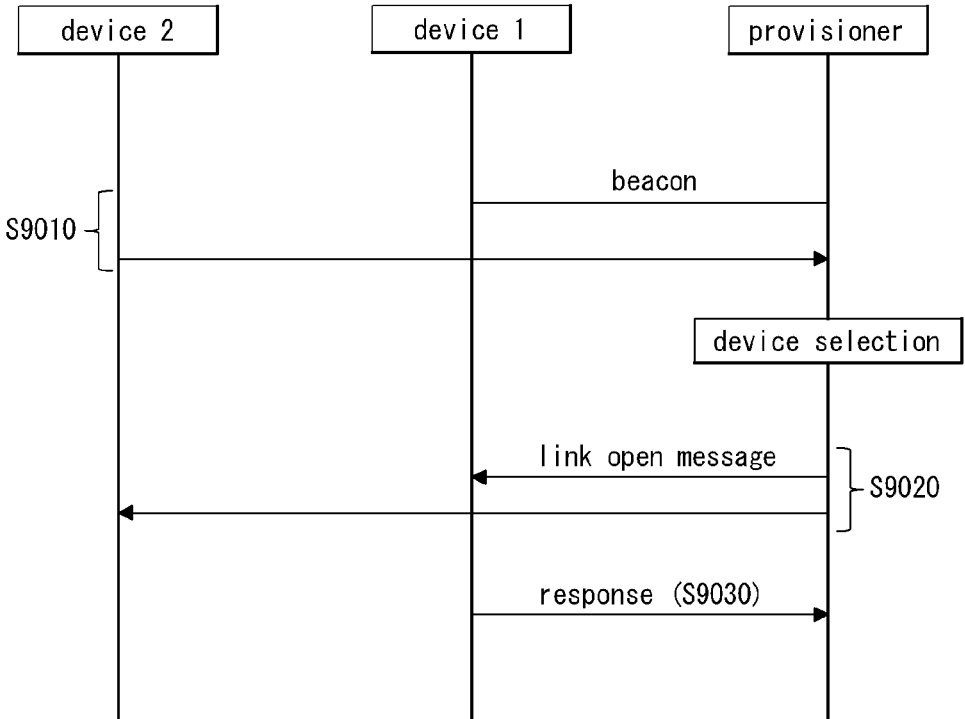 device 2
device 1
provisioner
beacon
S9010
device selection
link open message
S9020
response (S9030)